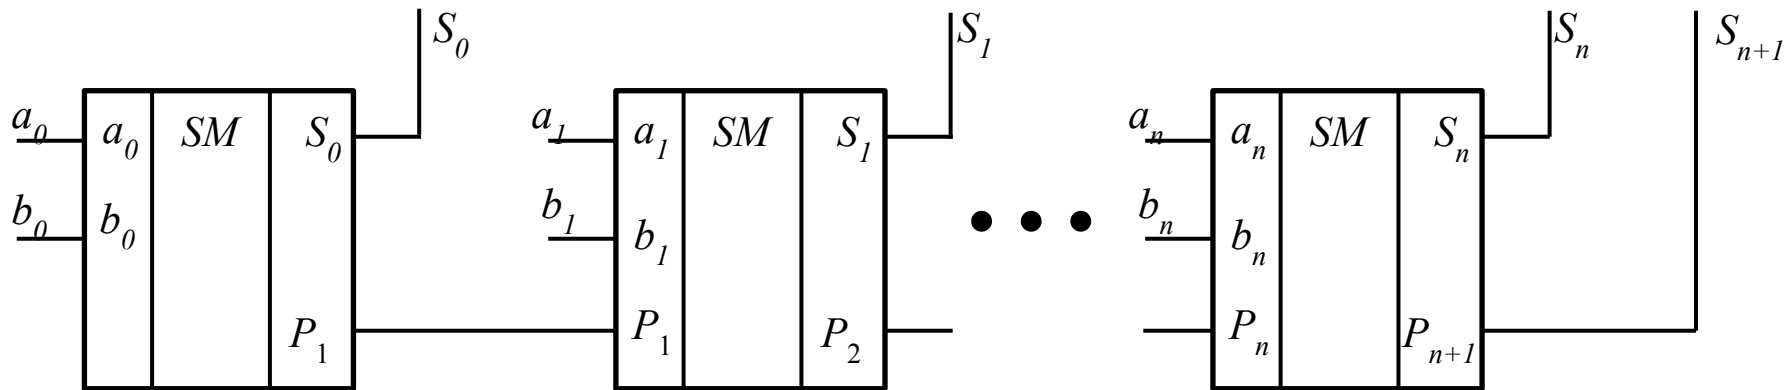 S₀ S₁ Sₙ Sₙ₊₁
a₀ a₀ SM S₀ a₁ a₁ SM S₁ aₙ aₙ SM Sₙ
b₀ b₀ b₁ b₁ bₙ bₙ
P₁ P₁ P₂ Pₙ Pₙ₊₁